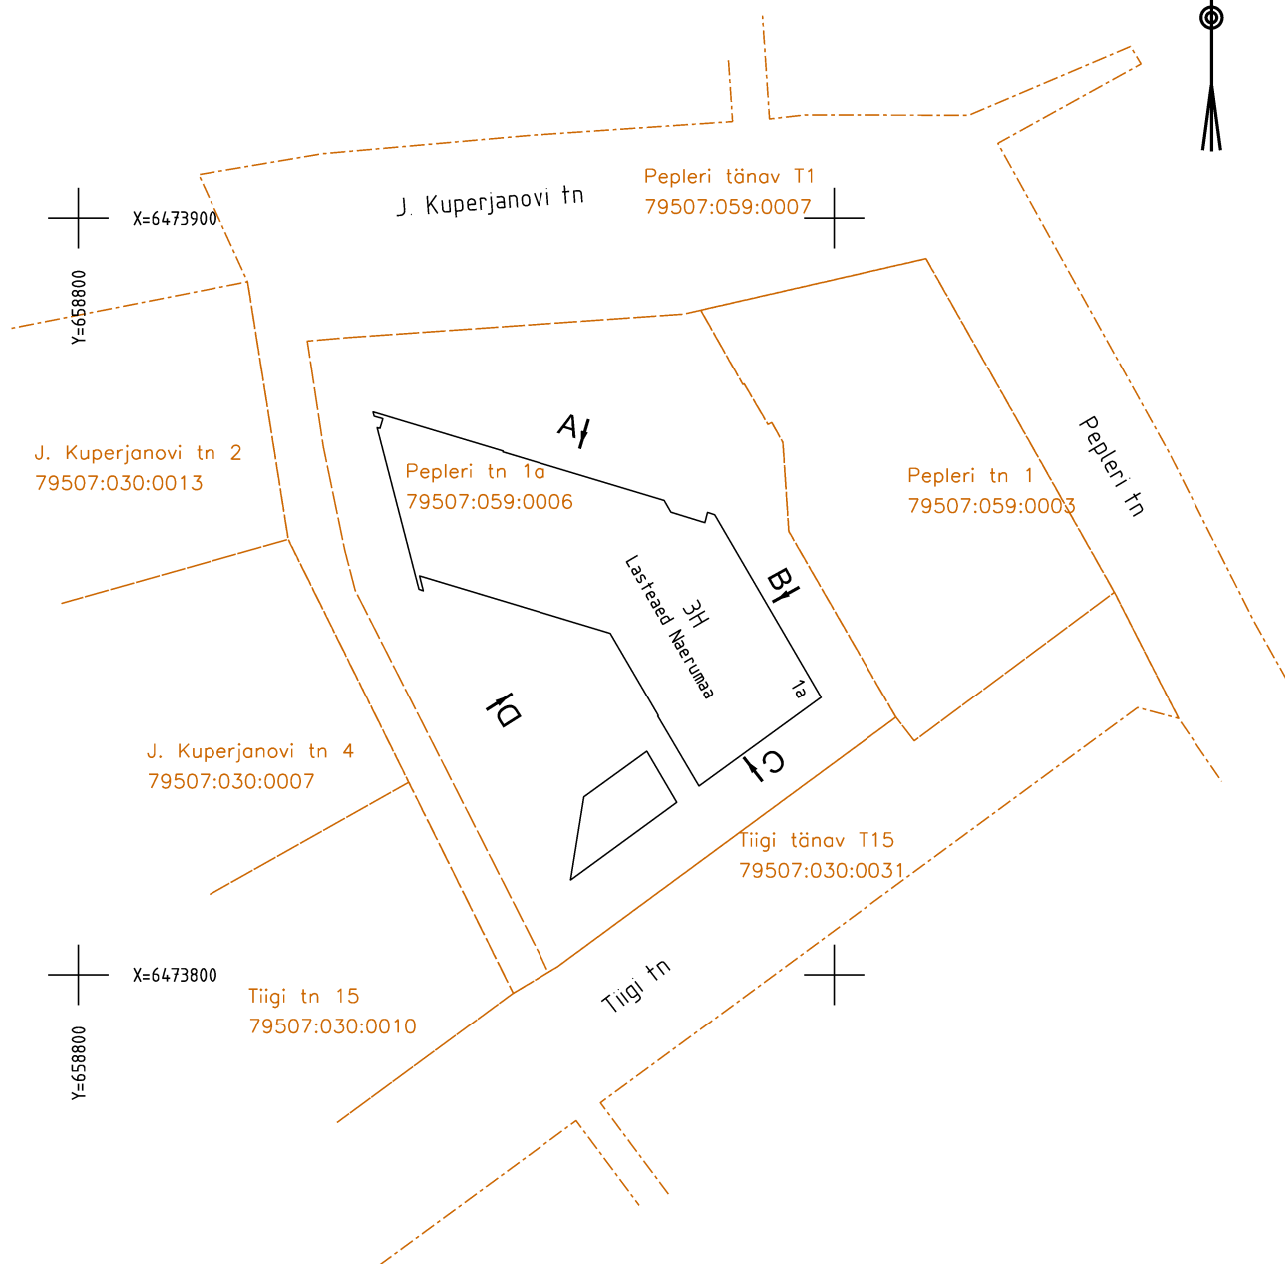 Pepleri tänav T1
79507:059:0007
J. Kuperjanovi tn
X=6473900
Y=658800
A
J. Kuperjanovi tn 2
79507:030:0013
Pepleri tn 1a
79507:059:0006
Pepleri tn 1
79507:059:0003
Pepleri tn
B
3H
Lasteaed Naerumaa
1a
D
C
J. Kuperjanovi tn 4
79507:030:0007
Tiigi tänav T15
79507:030:0031
X=6473800
Y=658800
Tiigi tn
Tiigi tn 15
79507:030:0010